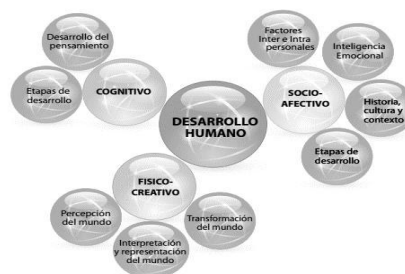 Desarrollo del
pensamiento
Etapas de
desarrollo
COGNITIVO
Factores
Inter e Intra
personales
Inteligencia
Emocional
SOCIO-
AFECTIVO
Historia,
cultura y
contexto
Etapas de
desarrollo
DESARROLLO
HUMANO
FISICO-
CREATIVO
Percepción
del mundo
Interpretación
y representación
del mundo
Transformación
del mundo